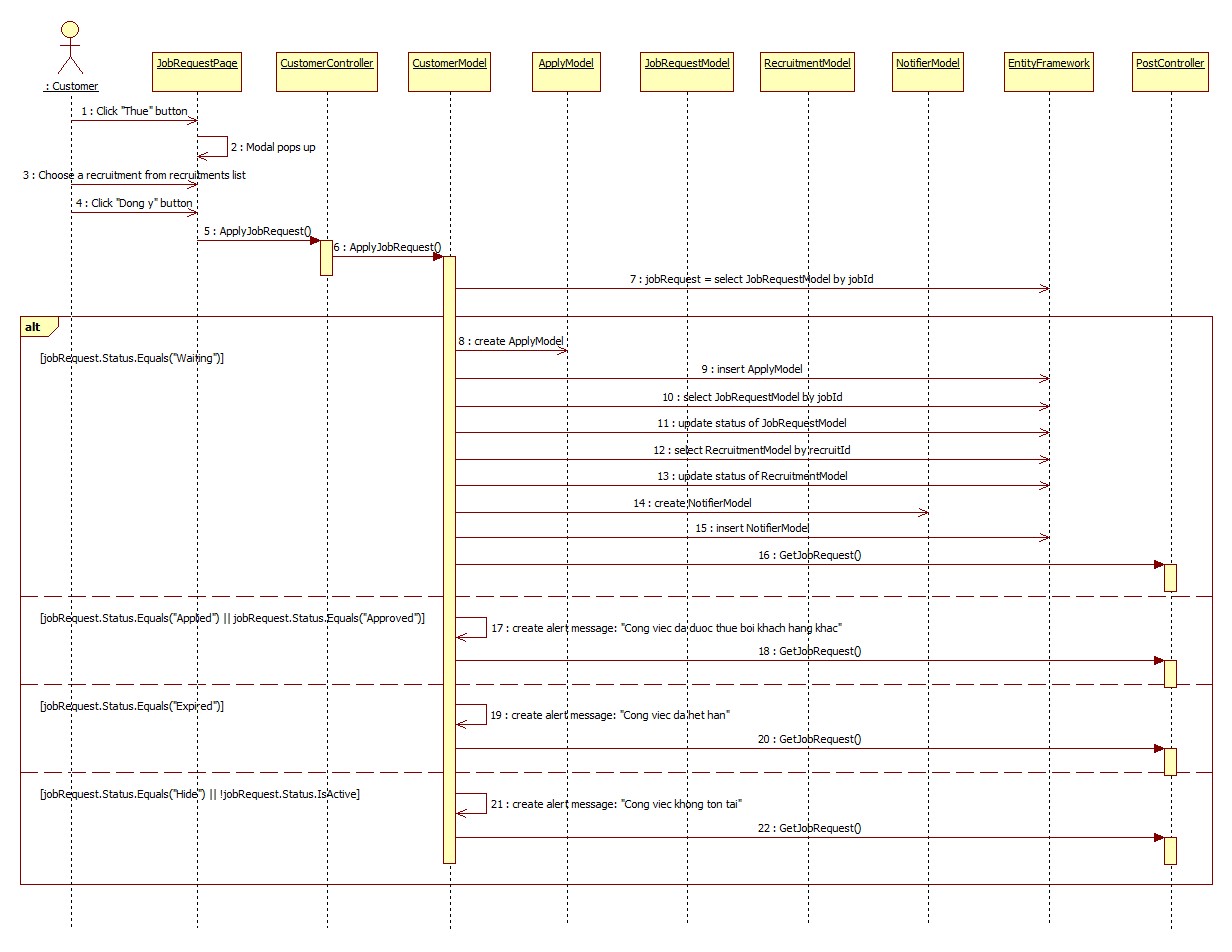 : Customer
JobRequestPage
CustomerController
CustomerModel
ApplyModel
JobRequestModel
RecruitmentModel
NotifierModel
EntityFramework
PostController
1 : Click "Thue" button
2 : Modal pops up
3 : Choose a recruitment from recruitments list
4 : Click "Dong y" button
5 : ApplyJobRequest()
6 : ApplyJobRequest()
7 : jobRequest = select JobRequestModel by jobId
alt
[jobRequest.Status.Equals("Waiting")]
8 : create ApplyModel
9 : insert ApplyModel
10 : select JobRequestModel by jobId
11 : update status of JobRequestModel
12 : select RecruitmentModel by recruitId
13 : update status of RecruitmentModel
14 : create NotifierModel
15 : insert NotifierModel
16 : GetJobRequest()
[jobRequest.Status.Equals("Applied") || jobRequest.Status.Equals("Approved")]
17 : create alert message: "Cong viec da duoc thue boi khach hang khac"
18 : GetJobRequest()
[jobRequest.Status.Equals("Expired")]
19 : create alert message: "Cong viec da het han"
20 : GetJobRequest()
[jobRequest.Status.Equals("Hide") || !jobRequest.Status.IsActive]
21 : create alert message: "Cong viec khong ton tai"
22 : GetJobRequest()